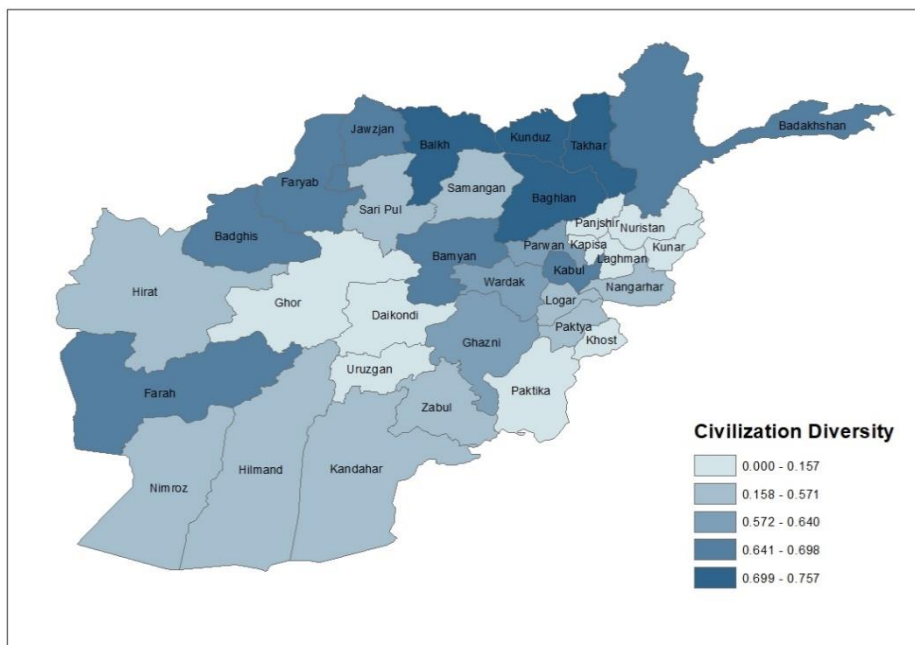 Badakhshan
Jawzjan
Balkh
Kunduz
Takhar
Faryab
Samangan
Baghlan
Sari Pul
Panjshir
Nuristan
Badghis
Parwan
Kapisa
Kunar
Bamyan
Laghman
Kabul
Wardak
Nangarhar
Hirat
Ghor
Logar
Daikondi
Paktya
Khost
Ghazni
Uruzgan
Paktika
Farah
Zabul
Hilmand
Kandahar
Nimroz
Civilization Diversity
0.000 - 0.157
0.158 - 0.571
0.572 - 0.640
0.641 - 0.698
0.699 - 0.757